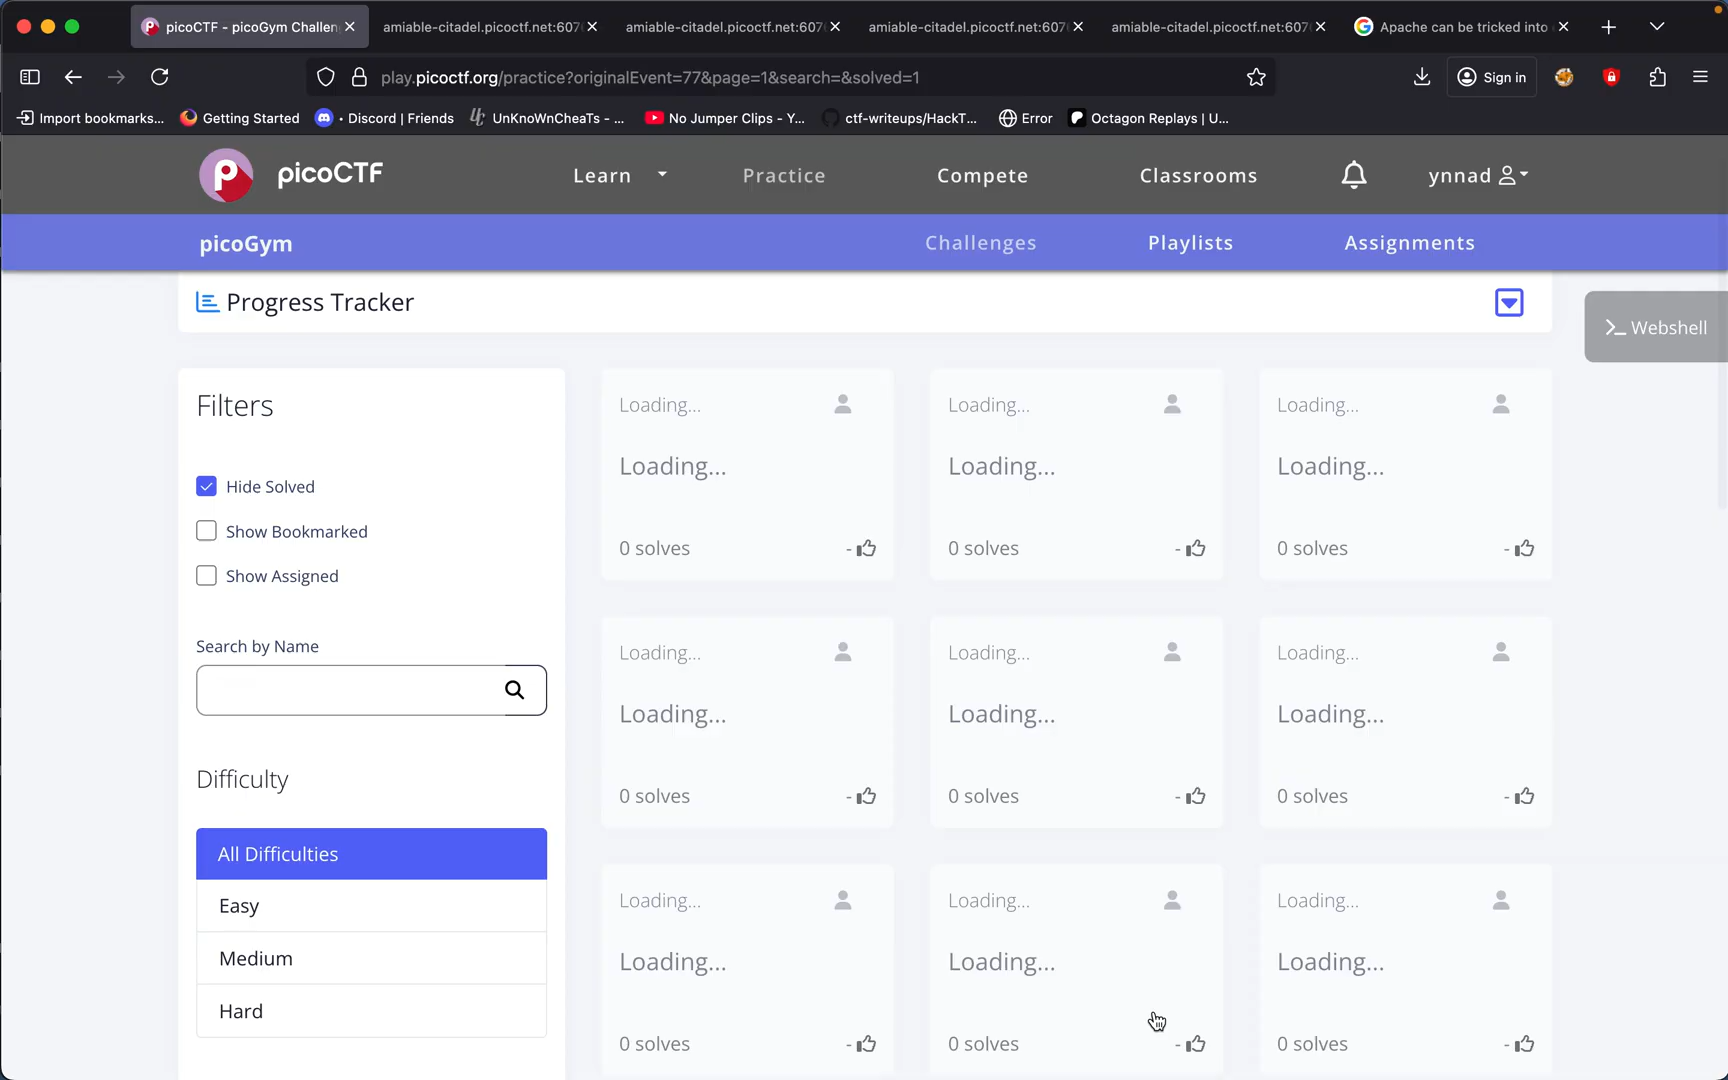 picoCTF - picoGym Challen
amiable-citadel.picoctf.net:607
amiable-citadel.picoctf.net:607
amiable-citadel.picoctf.net:607
amiable-citadel.picoctf.net:607
Apache can be tricked into
play.picoctf.org/practice?originalEvent=77&page=1&search=&solved=1
Sign in
Import bookmarks...
Getting Started
• Discord | Friends
UnKnoWnCheaTs - ...
No Jumper Clips - Y...
ctf-writeups/HackT...
Error
Octagon Replays | U...
picoCTF
Learn
Practice
Compete
Classrooms
ynnad
picoGym
Challenges
Playlists
Assignments
Progress Tracker
>_ Webshell
Filters
Hide Solved
Show Bookmarked
Show Assigned
Search by Name
Difficulty
All Difficulties
Easy
Medium
Hard
Loading...
Loading...
0 solves
-
Loading...
Loading...
0 solves
-
Loading...
Loading...
0 solves
-
Loading...
Loading...
0 solves
-
Loading...
Loading...
0 solves
-
Loading...
Loading...
0 solves
-
Loading...
Loading...
0 solves
-
Loading...
Loading...
0 solves
-
Loading...
Loading...
0 solves
-